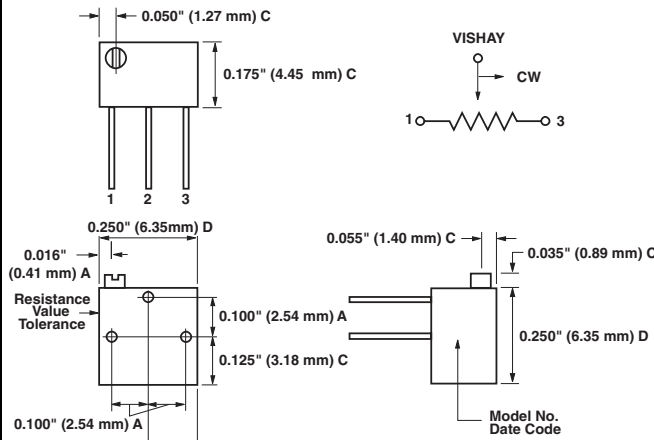 0.050" (1.27 mm) C
0.175" (4.45 mm) C
1 2 3
VISHAY
CW
1 3
0.250" (6.35mm) D
0.016"
(0.41 mm) A
Resistance
Value
Tolerance
0.100" (2.54 mm) A
0.125" (3.18 mm) C
0.100" (2.54 mm) A
0.055" (1.40 mm) C
0.035" (0.89 mm) C
0.250" (6.35 mm) D
Model No.
Date Code